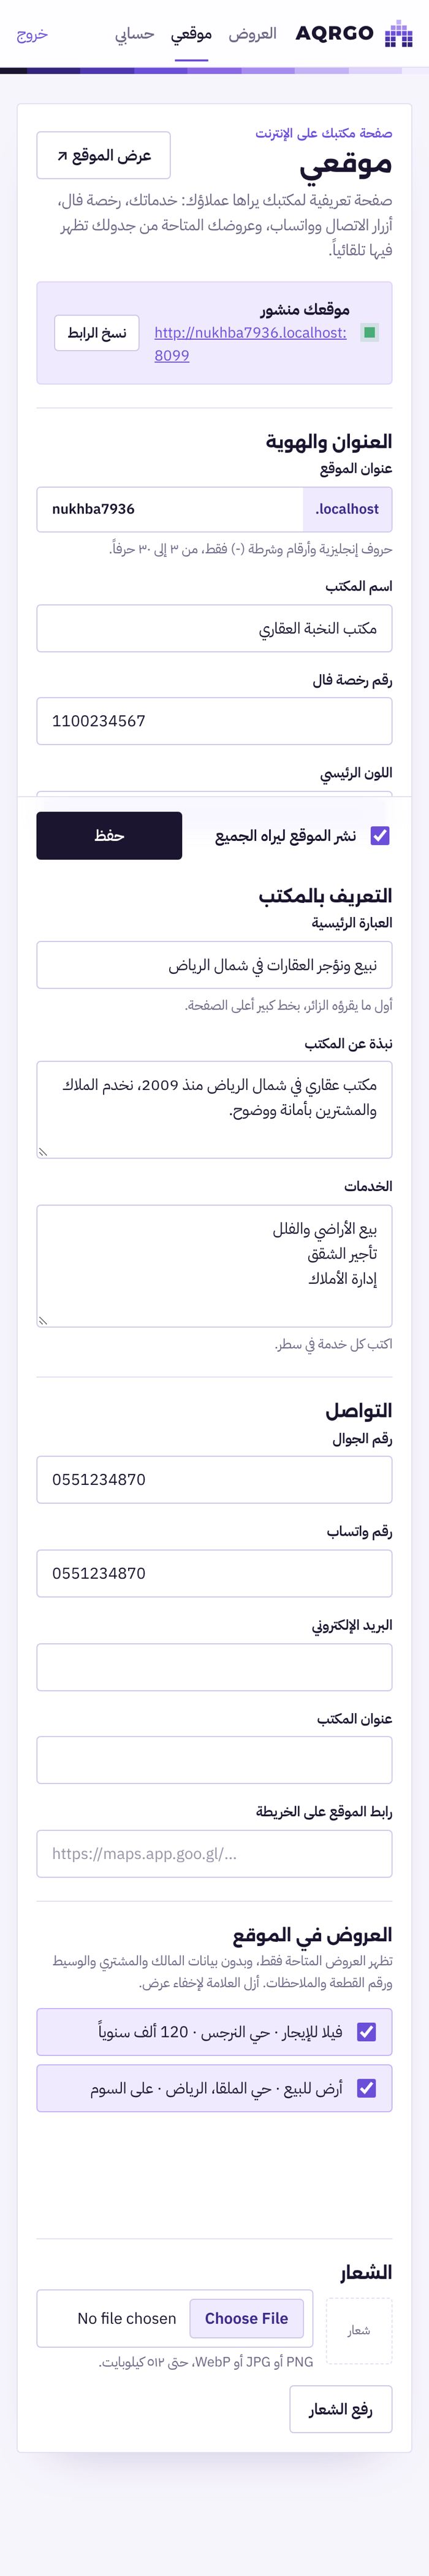 AQRGO
العروض
موقعي
حسابي
خروج
صفحة مكتبك على الإنترنت
موقعي
عرض الموقع ↗
صفحة تعريفية لمكتبك يراها عملاؤك: خدماتك، رخصة فال،
أزرار الاتصال وواتساب، وعروضك المتاحة من جدولك تظهر
فيها تلقائياً.
موقعك منشور
http://nukhba7936.localhost:
8099
نسخ الرابط
العنوان والهوية
عنوان الموقع
.localhost
nukhba7936
حروف إنجليزية وأرقام وشرطة (-) فقط، من ٣ إلى ٣٠ حرفاً.
اسم المكتب
مكتب النخبة العقاري
رقم رخصة فال
1100234567
اللون الرئيسي
نشر الموقع ليراه الجميع
حفظ
التعريف بالمكتب
العبارة الرئيسية
نبيع ونؤجر العقارات في شمال الرياض
أول ما يقرؤه الزائر، بخط كبير أعلى الصفحة.
نبذة عن المكتب
مكتب عقاري في شمال الرياض منذ 2009، نخدم الملاك
والمشترين بأمانة ووضوح.
الخدمات
بيع الأراضي والفلل
تأجير الشقق
إدارة الأملاك
اكتب كل خدمة في سطر.
التواصل
رقم الجوال
0551234870
رقم واتساب
0551234870
البريد الإلكتروني
عنوان المكتب
رابط الموقع على الخريطة
https://maps.app.goo.gl/...
العروض في الموقع
تظهر العروض المتاحة فقط، وبدون بيانات المالك والمشتري والوسيط
ورقم القطعة والملاحظات. أزل العلامة لإخفاء عرض.
فيلا للإيجار · حي النرجس · 120 ألف سنوياً
أرض للبيع · حي الملقا، الرياض · على السوم
الشعار
شعار
Choose File
No file chosen
PNG أو JPG أو WebP، حتى ٥١٢ كيلوبايت.
رفع الشعار